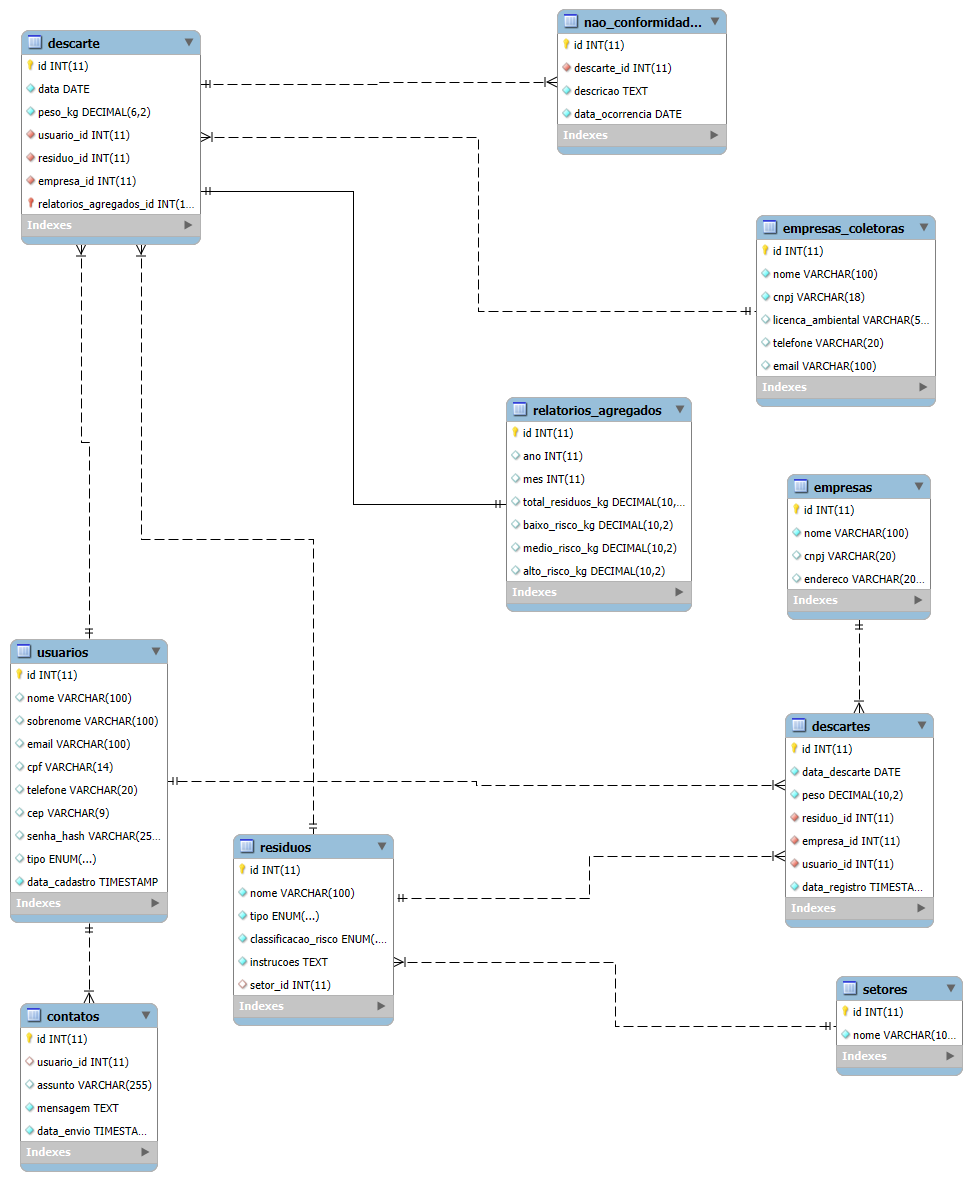 descarte
id INT(11)
data DATE
peso_kg DECIMAL(6,2)
usuario_id INT(11)
residuo_id INT(11)
empresa_id INT(11)
relatorios_agregados_id INT(1...
Indexes
nao_conformidad...
id INT(11)
descarte_id INT(11)
descricao TEXT
data_ocorrencia DATE
Indexes
empresas_coletoras
id INT(11)
nome VARCHAR(100)
cnpj VARCHAR(18)
licenca_ambiental VARCHAR(5...
telefone VARCHAR(20)
email VARCHAR(100)
Indexes
relatorios_agregados
id INT(11)
ano INT(11)
mes INT(11)
total_residuos_kg DECIMAL(10,...
baixo_risco_kg DECIMAL(10,2)
medio_risco_kg DECIMAL(10,2)
alto_risco_kg DECIMAL(10,2)
Indexes
empresas
id INT(11)
nome VARCHAR(100)
cnpj VARCHAR(20)
endereco VARCHAR(20...
Indexes
usuarios
id INT(11)
nome VARCHAR(100)
sobrenome VARCHAR(100)
email VARCHAR(100)
cpf VARCHAR(14)
telefone VARCHAR(20)
cep VARCHAR(9)
senha_hash VARCHAR(25...
tipo ENUM(...)
data_cadastro TIMESTAMP
Indexes
descartes
id INT(11)
data_descarte DATE
peso DECIMAL(10,2)
residuo_id INT(11)
empresa_id INT(11)
usuario_id INT(11)
data_registro TIMESTA...
Indexes
residuos
id INT(11)
nome VARCHAR(100)
tipo ENUM(...)
classificacao_risco ENUM(....
instrucoes TEXT
setor_id INT(11)
Indexes
setores
id INT(11)
nome VARCHAR(10...
Indexes
contatos
id INT(11)
usuario_id INT(11)
assunto VARCHAR(255)
mensagem TEXT
data_envio TIMESTA...
Indexes